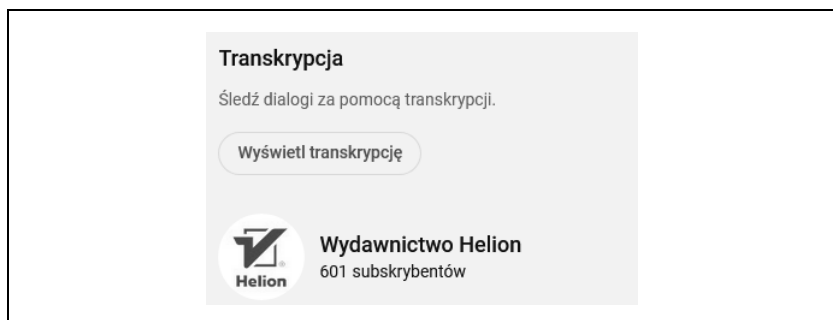 Transkrypcja
Śledź dialogi za pomocą transkrypcji.
Wyświetl transkrypcję
Helion
Wydawnictwo Helion
601 subskrybentów